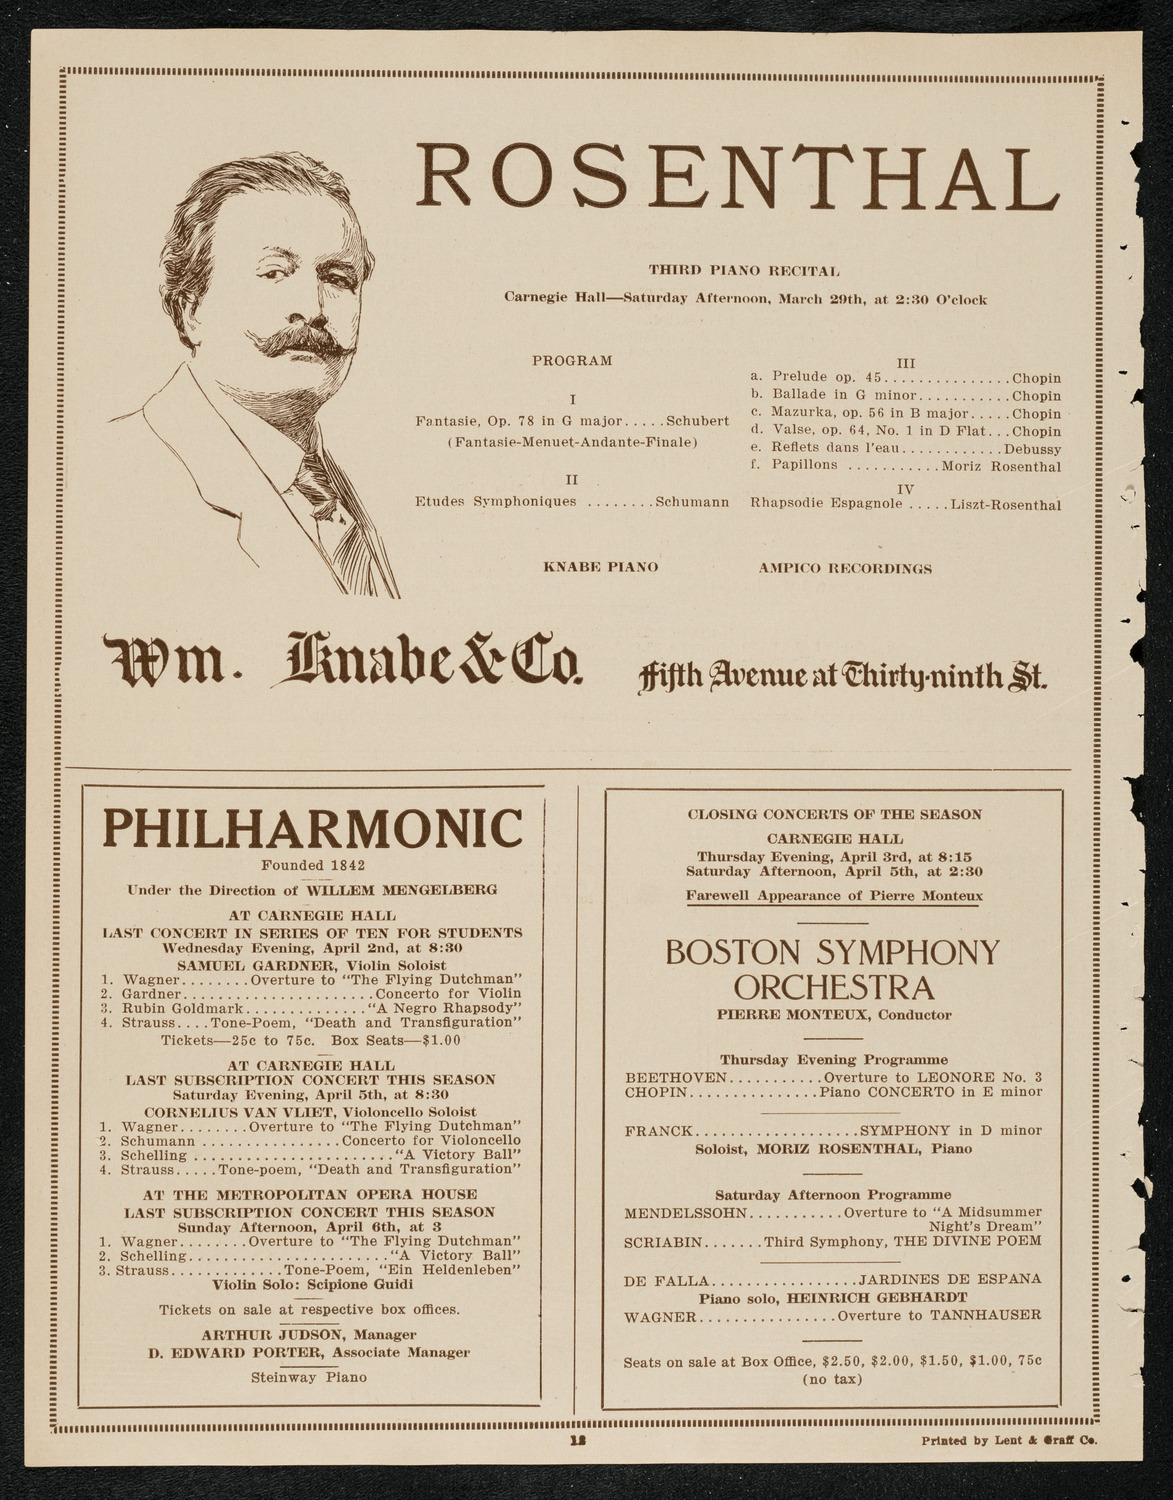 ROSENTHAL
THIRD PIANO RECITAL
Carnegie Hall—Saturday Afternoon, March 29th, at 2:30 O'clock
PROGRAM
I
Fantasie, Op. 78 in G major.....Schubert
(Fantasie-Menuet-Andante-Finale)
II
Etudes Symphoniques ........Schumann
III
a. Prelude op. 45...............Chopin
b. Ballade in G minor...........Chopin
c. Mazurka, op. 56 in B major.....Chopin
d. Valse, op. 64, No. 1 in D Flat...Chopin
e. Reflets dans l'eau............Debussy
f. Papillons ...........Moriz Rosenthal
IV
Rhapsodie Espagnole .....Liszt-Rosenthal
KNABE PIANO AMPICO RECORDINGS
Wm. Knabe & Co. Fifth Avenue at Thirty-ninth St.
PHILHARMONIC
Founded 1842
Under the Direction of WILLEM MENGELBERG
AT CARNEGIE HALL
LAST CONCERT IN SERIES OF TEN FOR STUDENTS
Wednesday Evening, April 2nd, at 8:30
SAMUEL GARDNER, Violin Soloist
1. Wagner........Overture to "The Flying Dutchman"
2. Gardner......................Concerto for Violin
3. Rubin Goldmark..............."A Negro Rhapsody"
4. Strauss....Tone-Poem, "Death and Transfiguration"
Tickets—25c to 75c. Box Seats—$1.00
AT CARNEGIE HALL
LAST SUBSCRIPTION CONCERT THIS SEASON
Saturday Evening, April 5th, at 8:30
CORNELIUS VAN VLIET, Violoncello Soloist
1. Wagner........Overture to "The Flying Dutchman"
2. Schumann ................Concerto for Violoncello
3. Schelling ......................."A Victory Ball"
4. Strauss.....Tone-poem, "Death and Transfiguration"
AT THE METROPOLITAN OPERA HOUSE
LAST SUBSCRIPTION CONCERT THIS SEASON
Sunday Afternoon, April 6th, at 3
1. Wagner........Overture to "The Flying Dutchman"
2. Schelling......................."A Victory Ball"
3. Strauss.............Tone-Poem, "Ein Heldenleben"
Violin Solo: Scipione Guidi
Tickets on sale at respective box offices.
ARTHUR JUDSON, Manager
D. EDWARD PORTER, Associate Manager
Steinway Piano
CLOSING CONCERTS OF THE SEASON
CARNEGIE HALL
Thursday Evening, April 3rd, at 8:15
Saturday Afternoon, April 5th, at 2:30
Farewell Appearance of Pierre Monteux
BOSTON SYMPHONY
ORCHESTRA
PIERRE MONTEUX, Conductor
Thursday Evening Programme
BEETHOVEN...........Overture to LEONORE No. 3
CHOPIN...............Piano CONCERTO in E minor
FRANCK...................SYMPHONY in D minor
Soloist, MORIZ ROSENTHAL, Piano
Saturday Afternoon Programme
MENDELSSOHN...........Overture to "A Midsummer
Night's Dream"
SCRIABIN.......Third Symphony, THE DIVINE POEM
DE FALLA.................JARDINES DE ESPANA
Piano solo, HEINRICH GEBHARDT
WAGNER................Overture to TANNHAUSER
Seats on sale at Box Office, $2.50, $2.00, $1.50, $1.00, 75c
(no tax)
12
Printed by Lent & Graff Co.